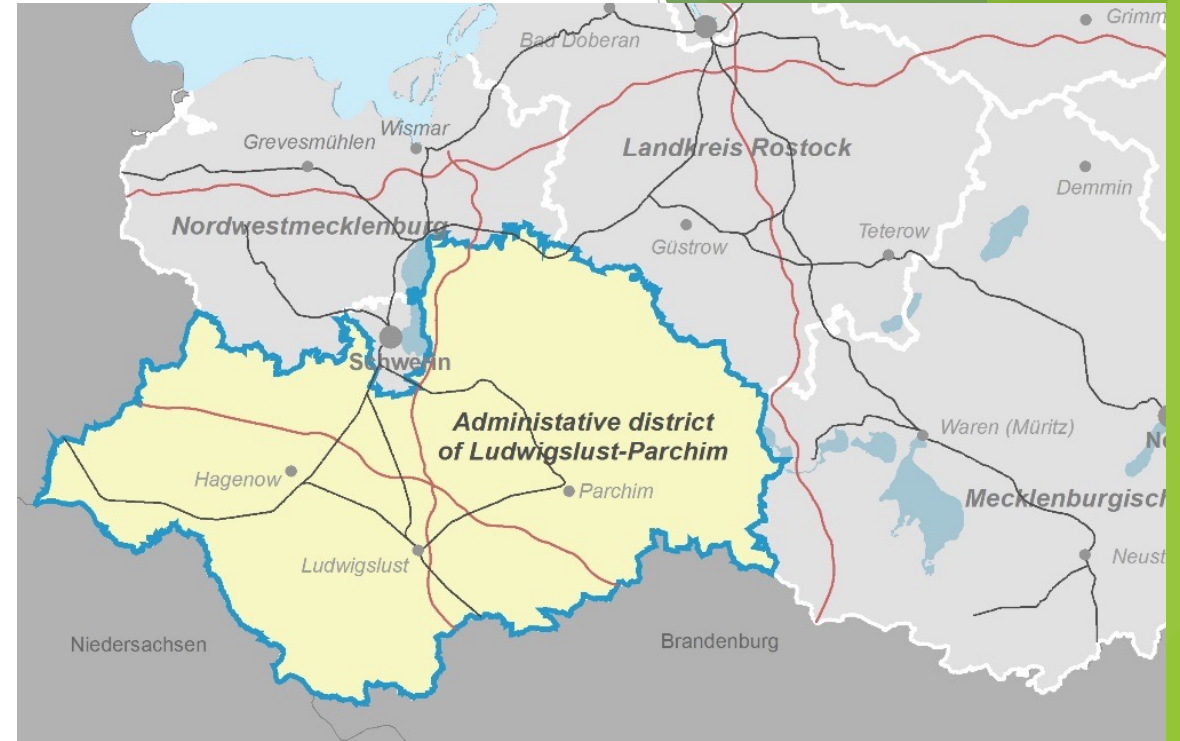 Grimm
Bad Doberan
Wismar
Grevesmühlen
Landkreis Rostock
Demmin
Nordwestmecklenburg
Güstrow
Teterow
Schwerin
Administative district
of Ludwigslust-Parchim
Waren (Müritz)
Ne
Hagenow
Parchim
Mecklenburgisch
Ludwigslust
Neust
Niedersachsen
Brandenburg